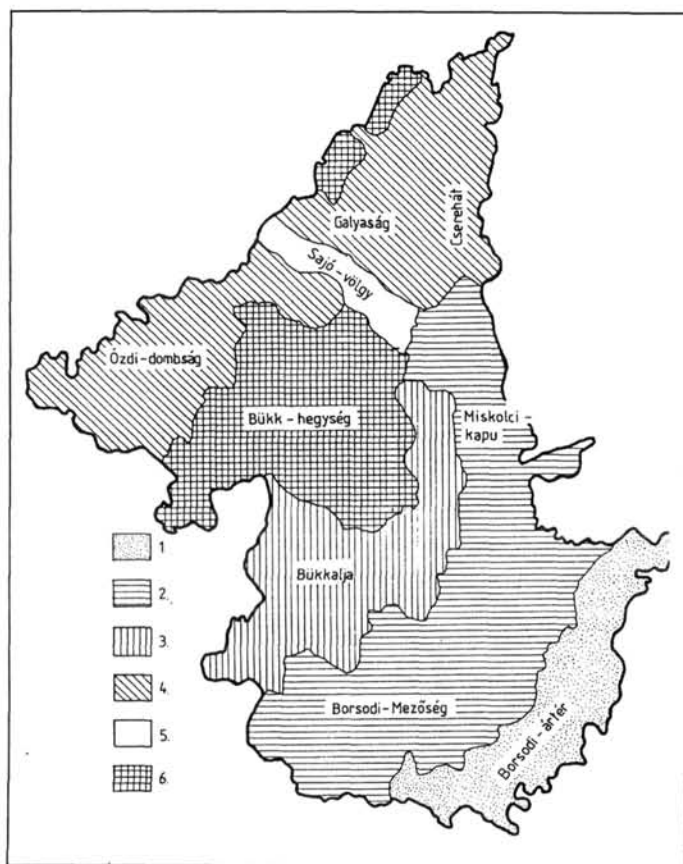 Galyaság
Cserehát
Sajó-völgy
Ózdi-dombság
Bükk-hegység
Miskolci-
kapu
Bükkalja
Borsodi-Mezőség
Borsodi-ártér
1
2.
3.
4.
5.
6.